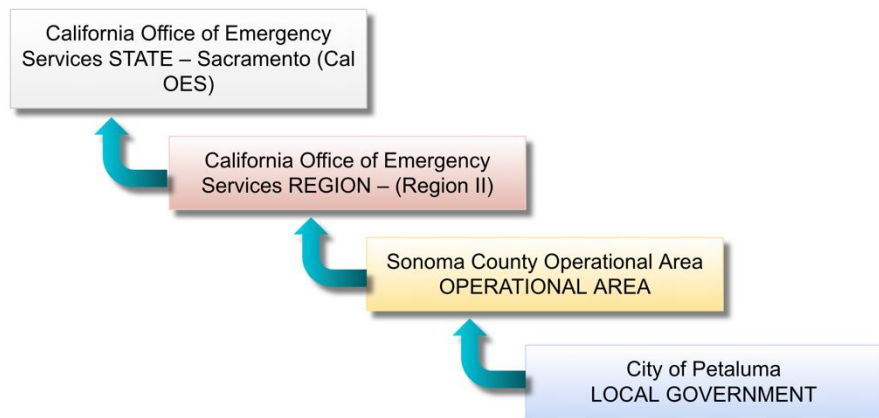 California Office of Emergency
Services STATE – Sacramento (Cal
OES)
California Office of Emergency
Services REGION – (Region II)
Sonoma County Operational Area
OPERATIONAL AREA
City of Petaluma
LOCAL GOVERNMENT